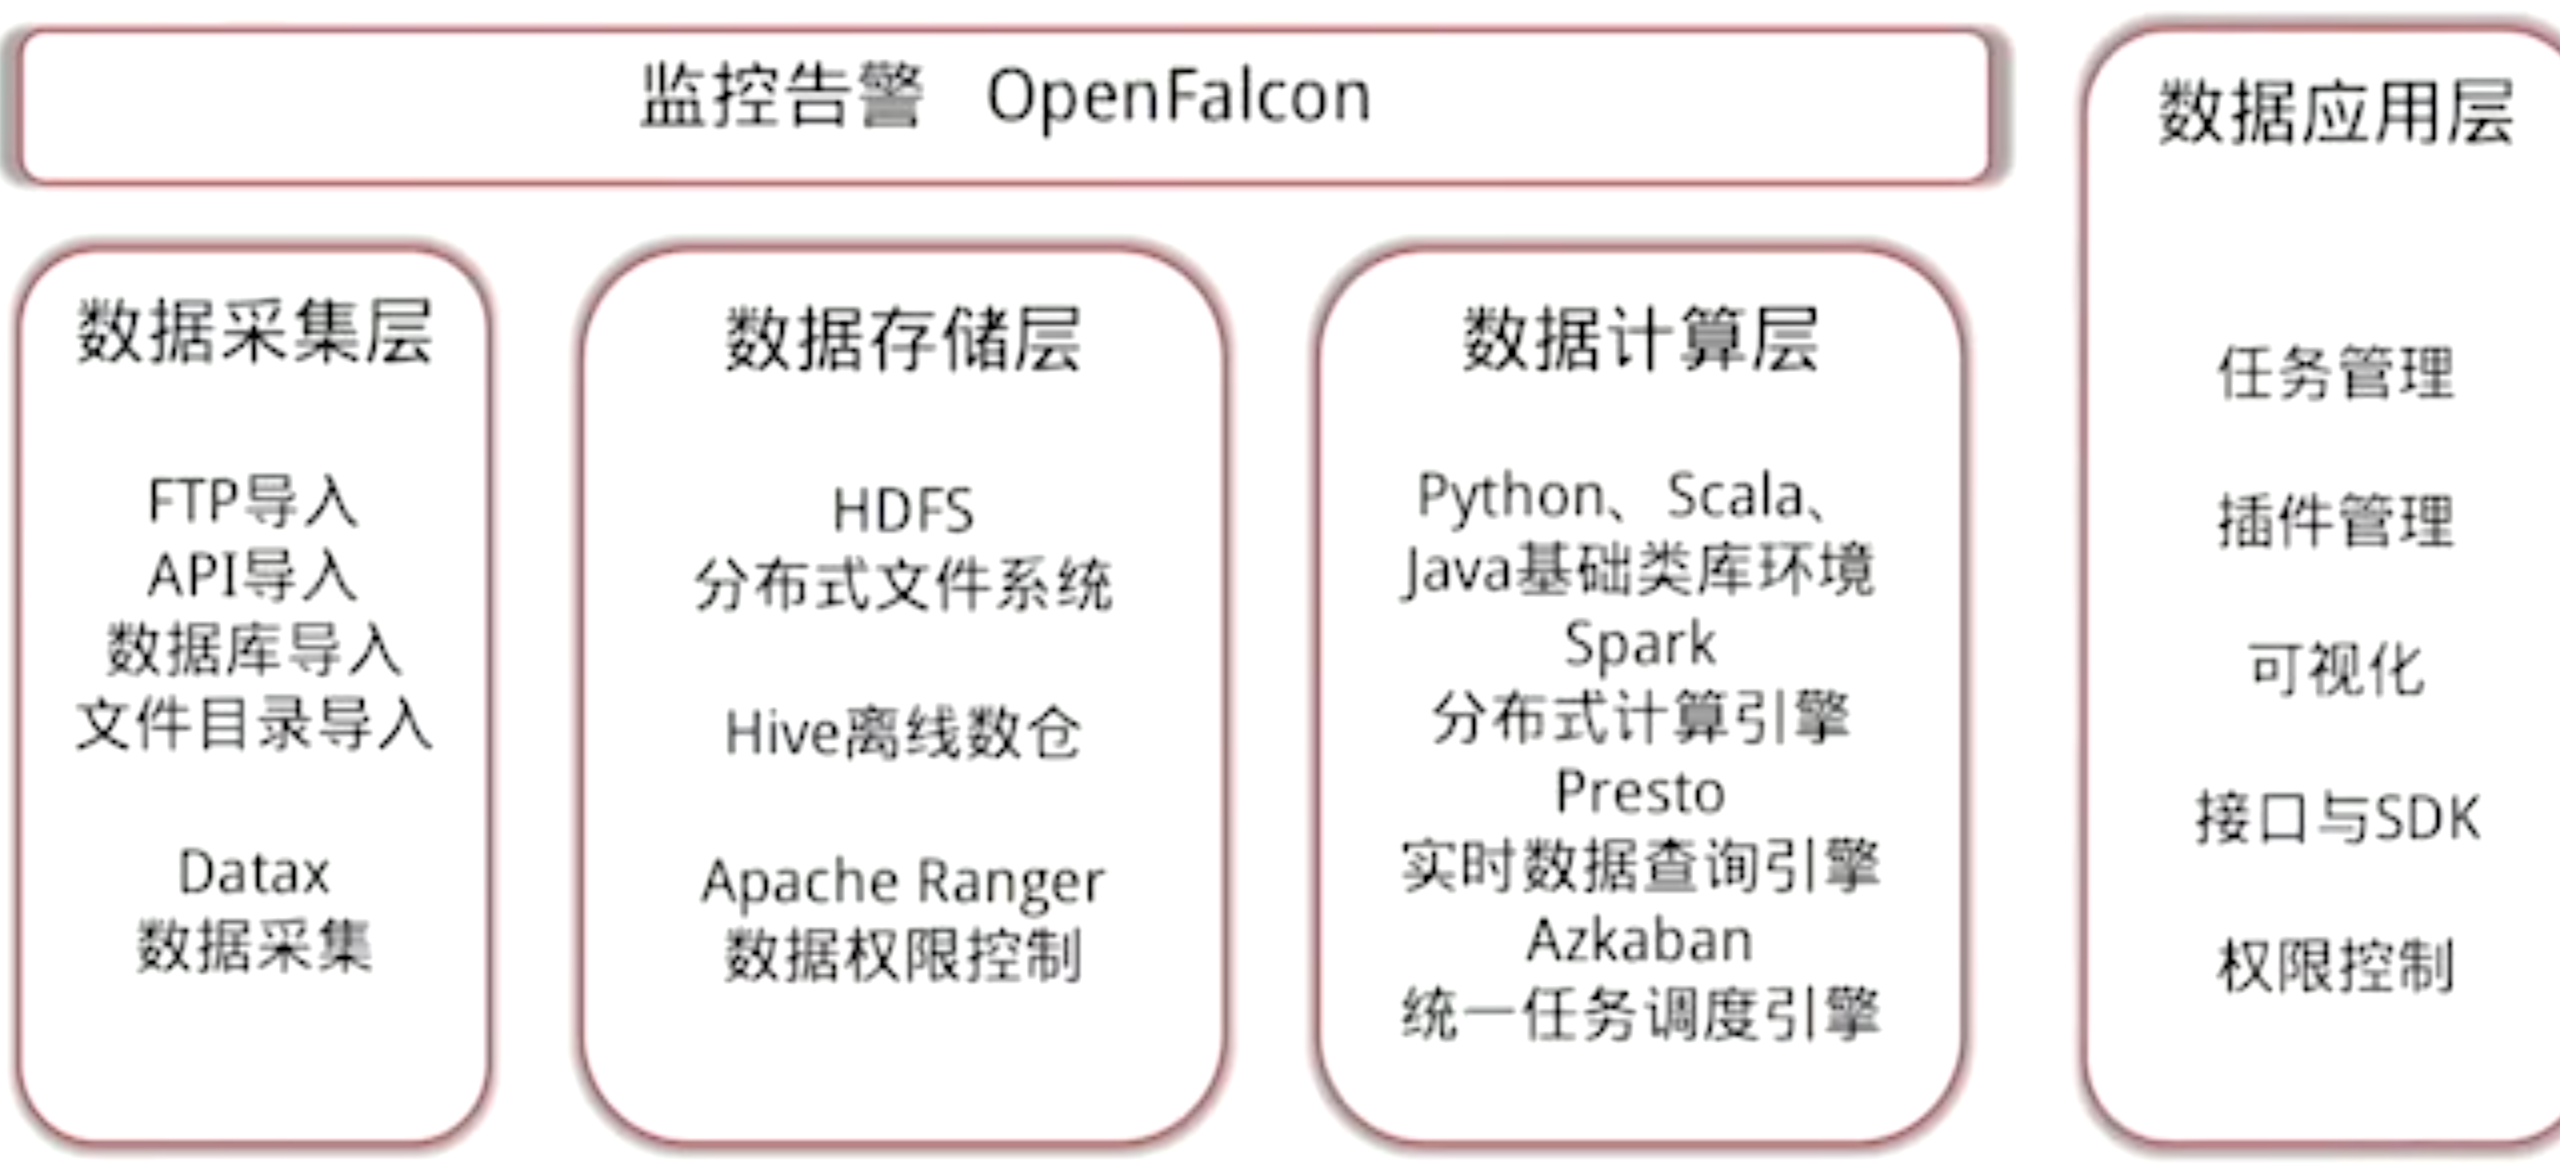 监控告警 OpenFalcon
数据采集层
FTP导入
API导入
数据库导入
文件目录导入
Datax
数据采集
数据存储层
HDFS
分布式文件系统
Hive离线数仓
Apache Ranger
数据权限控制
数据计算层
Python、Scala、
Java基础类库环境
Spark
分布式计算引擎
Presto
实时数据查询引擎
Azkaban
统一任务调度引擎
数据应用层
任务管理
插件管理
可视化
接口与SDK
权限控制